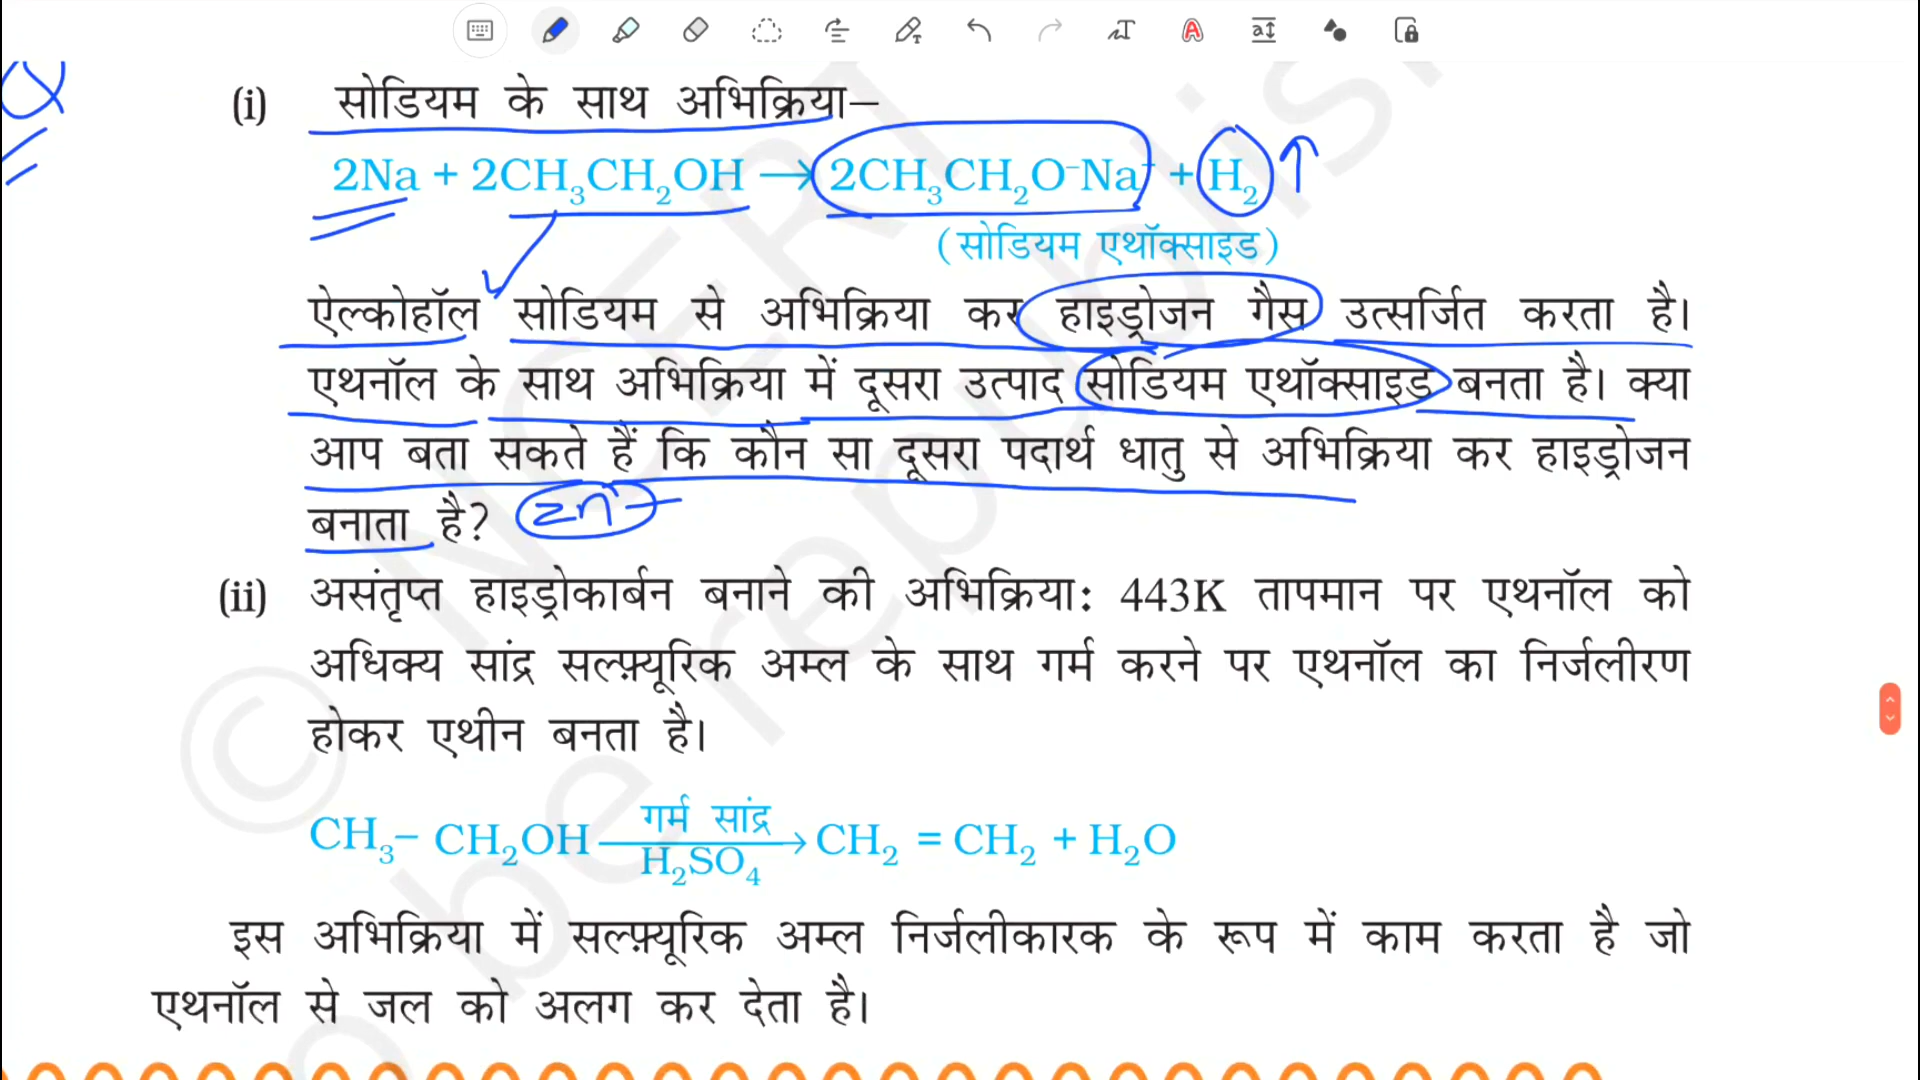 (i) सोडियम के साथ अभिक्रिया–
2Na + 2CH₃CH₂OH → 2CH₃CH₂O⁻Na⁺ + H₂ ↑
(सोडियम एथॉक्साइड)
ऐल्कोहॉल सोडियम से अभिक्रिया कर हाइड्रोजन गैस उत्सर्जित करता है।
एथनॉल के साथ अभिक्रिया में दूसरा उत्पाद सोडियम एथॉक्साइड बनता है। क्या
आप बता सकते हैं कि कौन सा दूसरा पदार्थ धातु से अभिक्रिया कर हाइड्रोजन
बनाता है? Zn
(ii) असंतृप्त हाइड्रोकार्बन बनाने की अभिक्रिया: 443K तापमान पर एथनॉल को
अधिक्य सांद्र सल्फ़्यूरिक अम्ल के साथ गर्म करने पर एथनॉल का निर्जलीरण
होकर एथीन बनता है।
गर्म सांद्र
CH₃– CH₂OH → CH₂ = CH₂ + H₂O
H₂SO₄
इस अभिक्रिया में सल्फ़्यूरिक अम्ल निर्जलीकारक के रूप में काम करता है जो
एथनॉल से जल को अलग कर देता है।